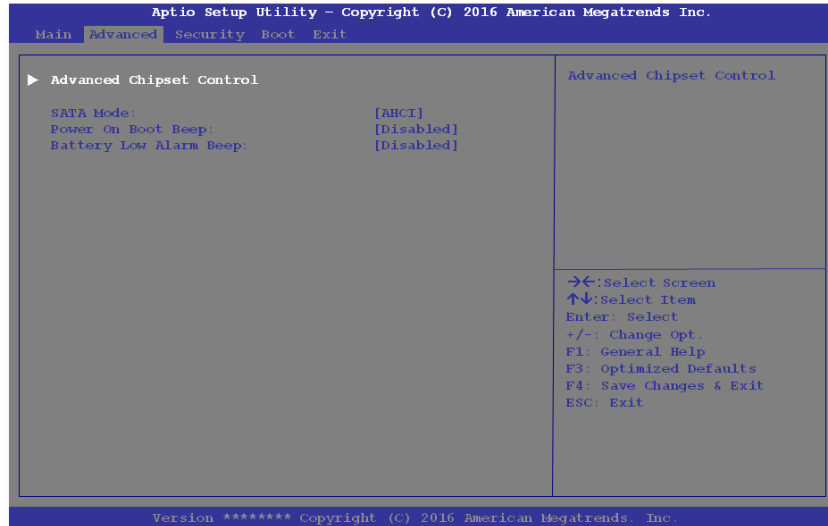 Aptio Setup Utility – Copyright (C) 2016 American Megatrends Inc.
Main Advanced Security Boot Exit
▶ Advanced Chipset Control
SATA Mode: [AHCI]
Power On Boot Beep: [Disabled]
Battery Low Alarm Beep: [Disabled]
Advanced Chipset Control
→←:Select Screen
↑↓:Select Item
Enter: Select
+/-: Change Opt.
F1: General Help
F3: Optimized Defaults
F4: Save Changes & Exit
ESC: Exit
Version ******** Copyright (C) 2016 American Megatrends. Inc.